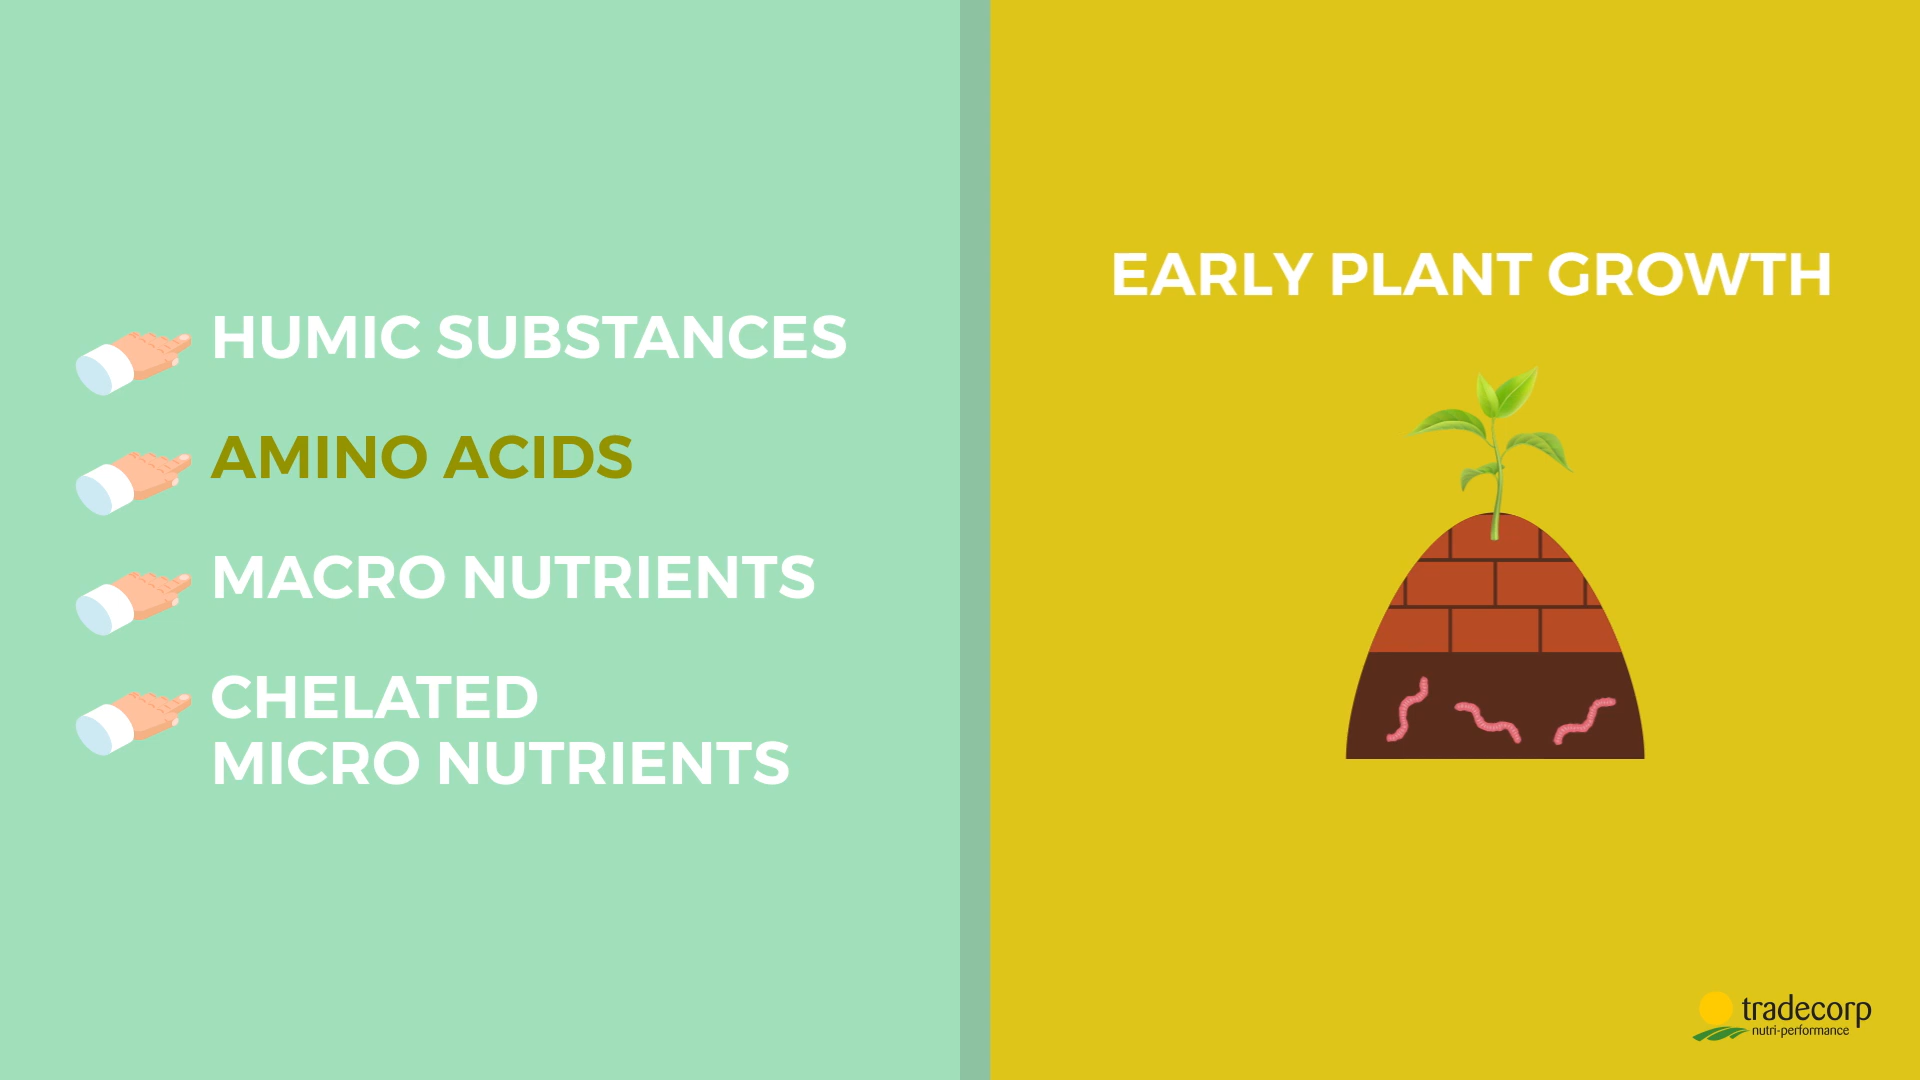 HUMIC SUBSTANCES
AMINO ACIDS
MACRO NUTRIENTS
CHELATED
MICRO NUTRIENTS
EARLY PLANT GROWTH
tradecorp
nutri-performance